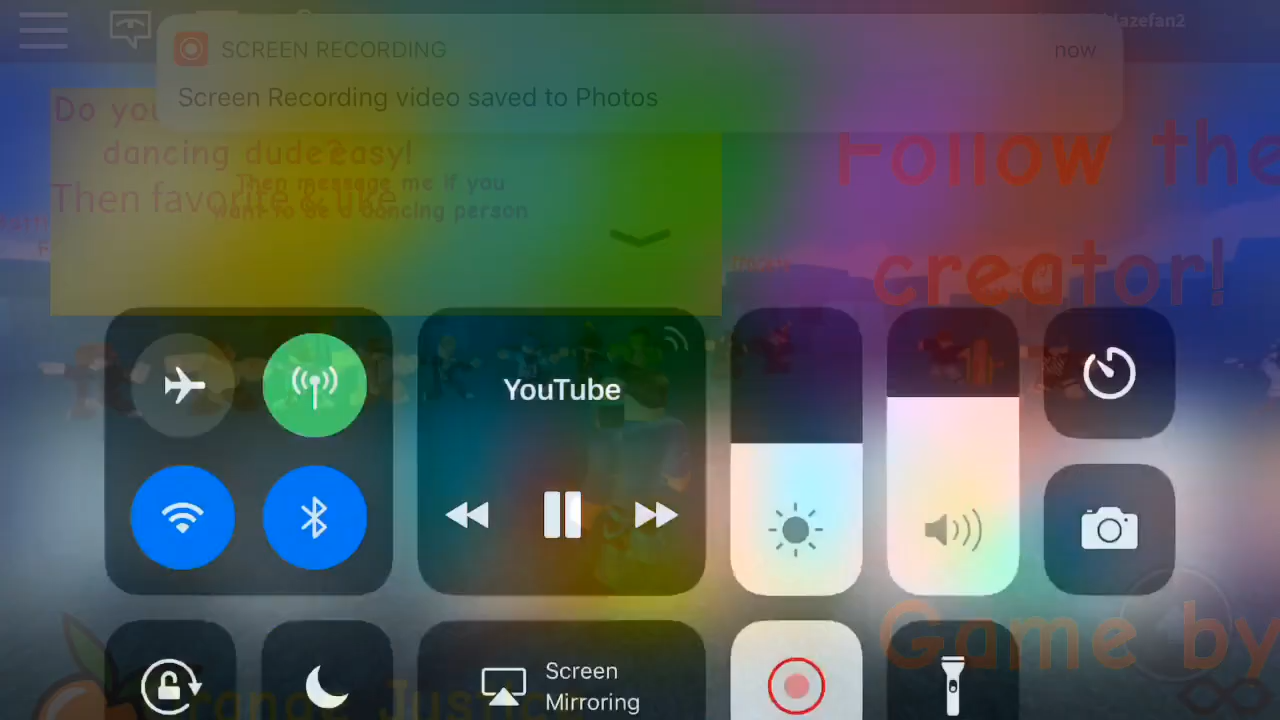 SCREEN RECORDING
now
Screen Recording video saved to Photos
Do you
dancing dude easy!
Then favorite & like
Then message me if you
want to be a dancing person
Follow the
creator!
YouTube
Game by
Screen
Mirroring